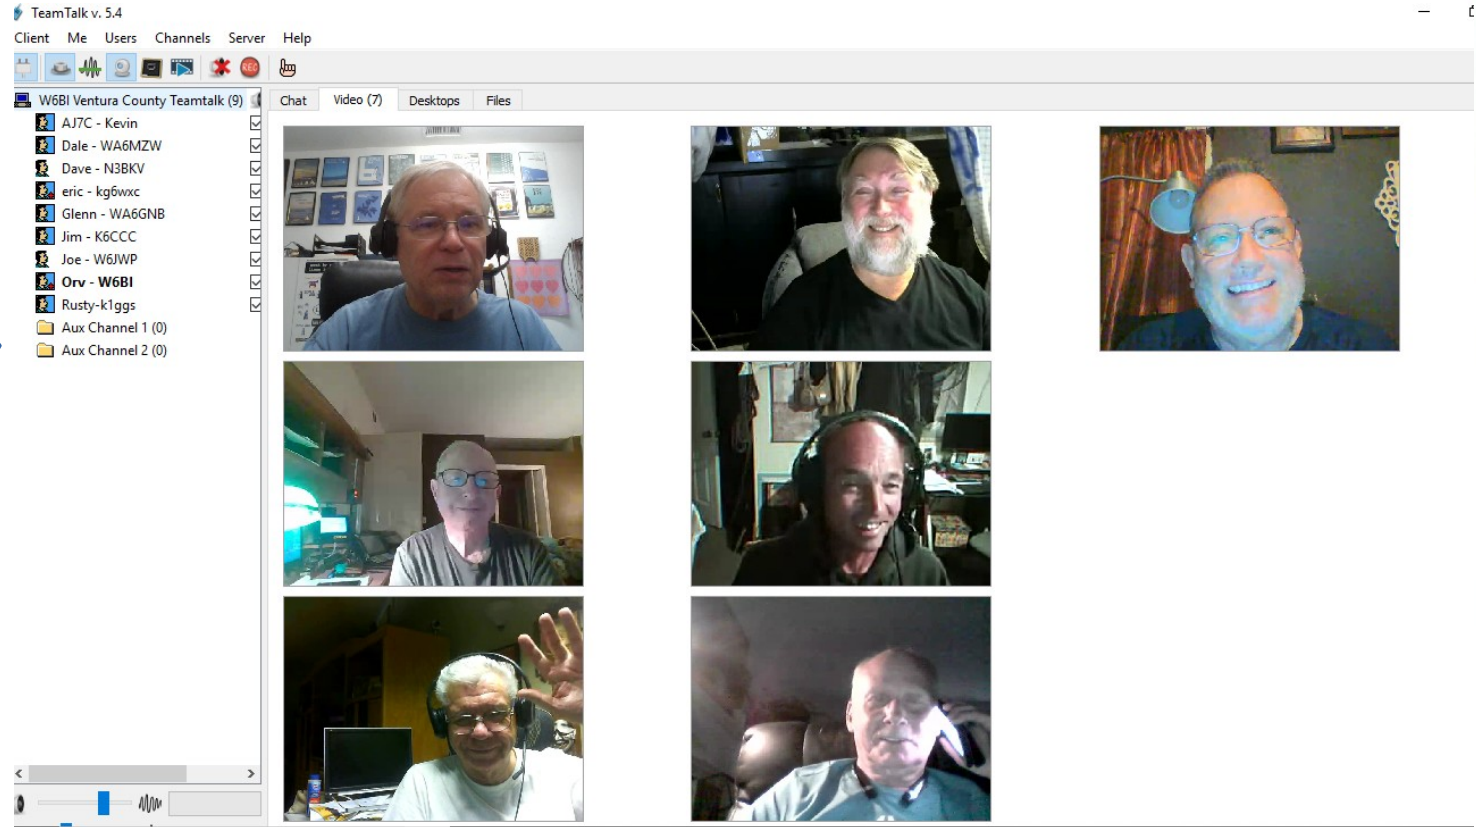 TeamTalk v. 5.4
Client Me Users Channels Server Help
REC
W6BI Ventura County Teamtalk (9)
Chat Video (7) Desktops Files
AJ7C - Kevin
Dale - WA6MZW
Dave - N3BKV
eric - kg6wxc
Glenn - WA6GNB
Jim - K6CCC
Joe - W6JWP
Orv - W6BI
Rusty-k1ggs
Aux Channel 1 (0)
Aux Channel 2 (0)